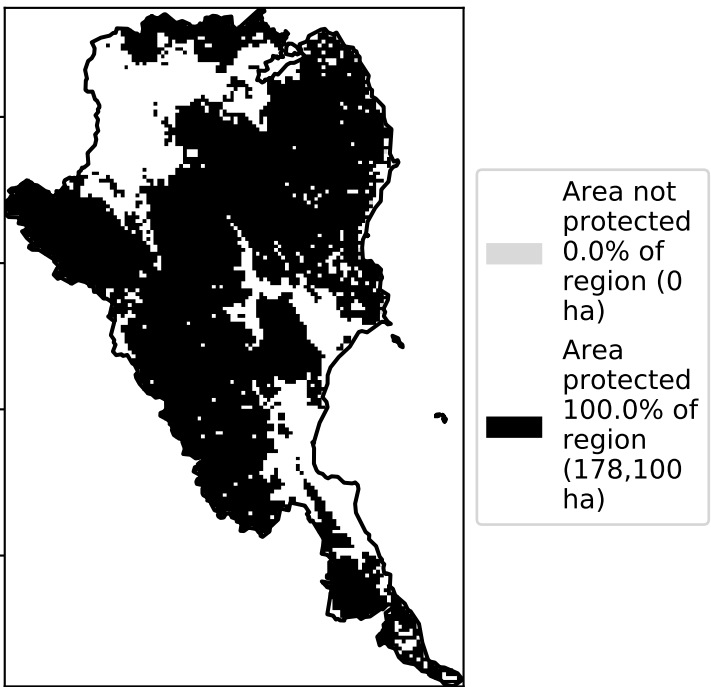 Area not
protected
0.0% of
region (0
ha)
Area
protected
100.0% of
region
(178,100
ha)